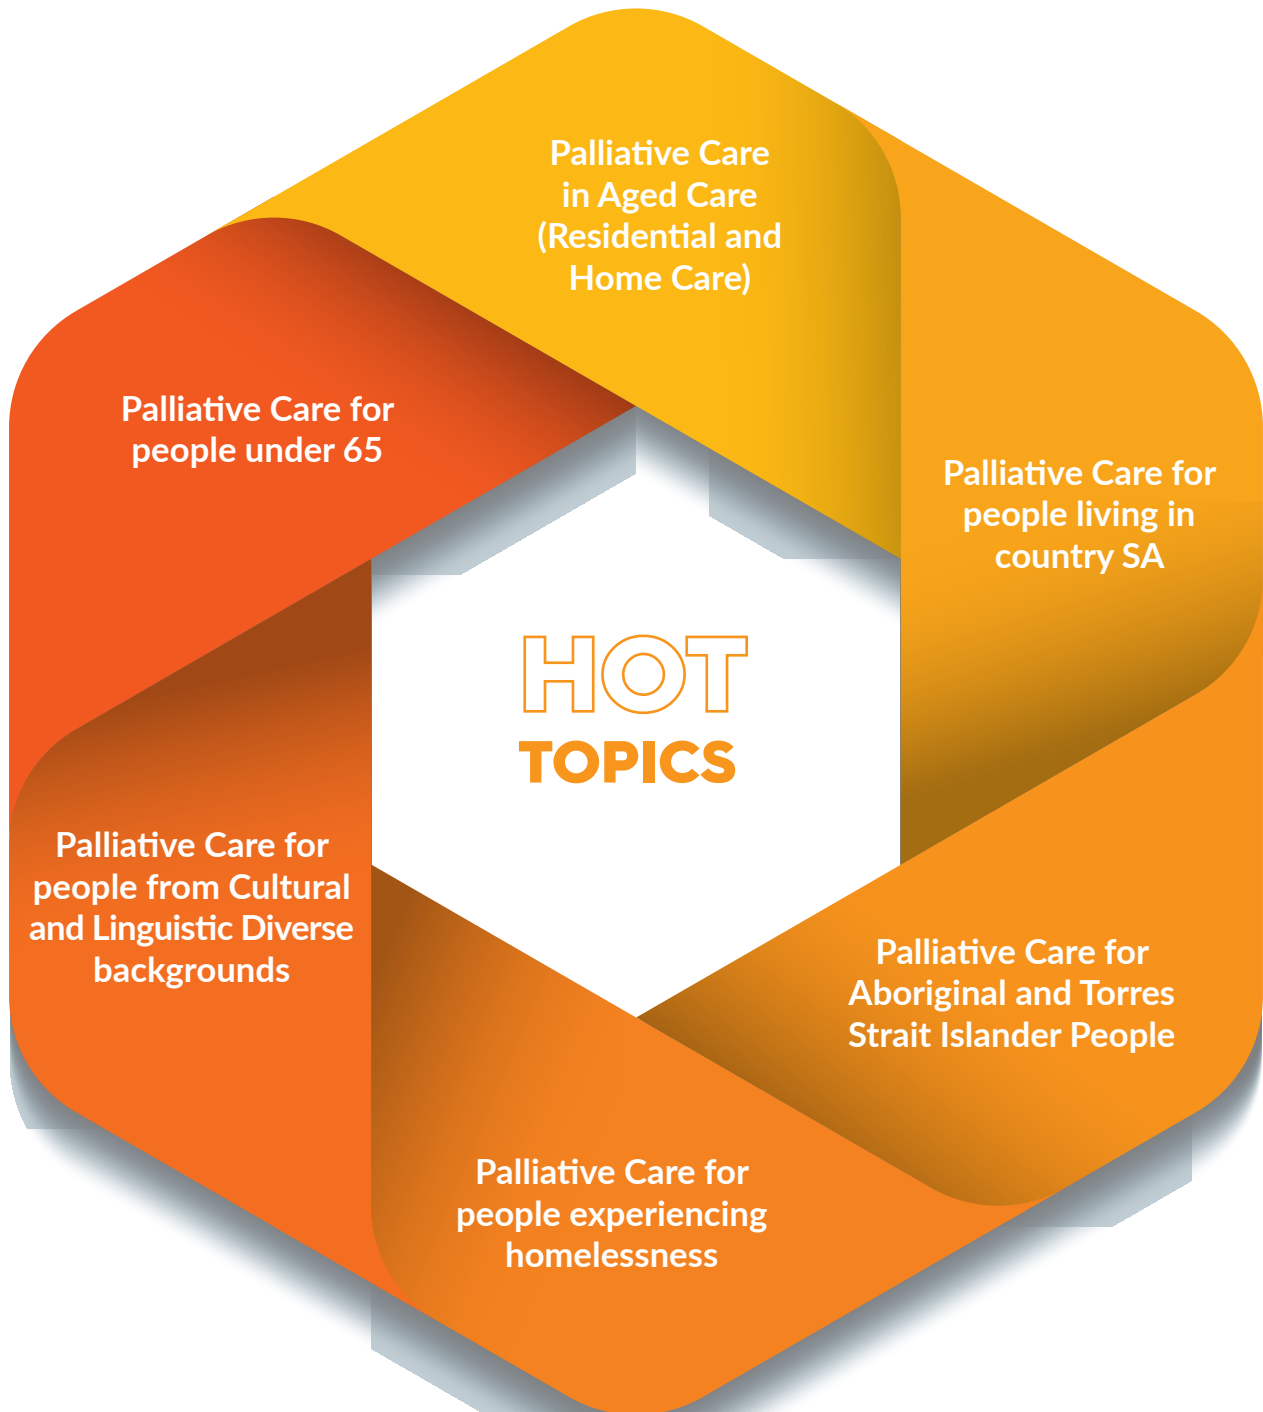 Palliative Care
in Aged Care
(Residential and
Home Care)
Palliative Care for
people living in
country SA
Palliative Care for
Aboriginal and Torres
Strait Islander People
Palliative Care for
people experiencing
homelessness
Palliative Care for
people from Cultural
and Linguistic Diverse
backgrounds
Palliative Care for
people under 65
HOT
TOPICS